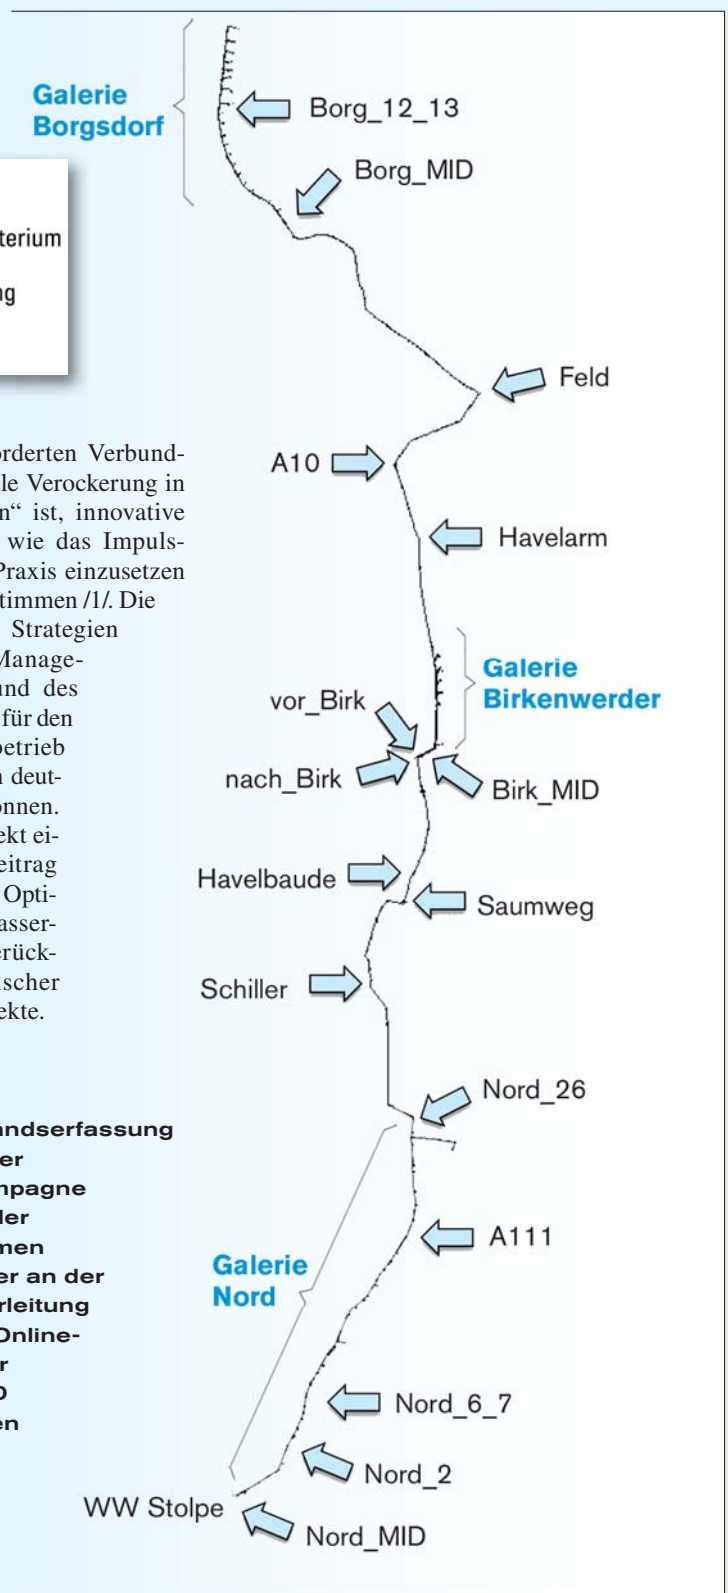 Galerie
Borgsdorf
Borg_12_13
Borg_MID
terium
ng
Feld
A10
Havelarm
Galerie
Birkenwerder
vor_Birk
nach_Birk
Birk_MID
Havelbaude
Saumweg
Schiller
Nord_26
A111
Galerie
Nord
Nord_6_7
Nord_2
WW Stolpe
Nord_MID
orderten Verbund-
le Verockerung in
n“ ist, innovative
wie das Impuls-
Praxis einzusetzen
timmen /1/. Die
Strategien
Manage-
und des
für den
betrieb
n deut-
onnen.
ekt ei-
eitrag
Opti-
asser-
erück-
ischer
ekte.
andserfassung
er
mpagne
der
men
er an der
rleitung
Online-
r
D
en